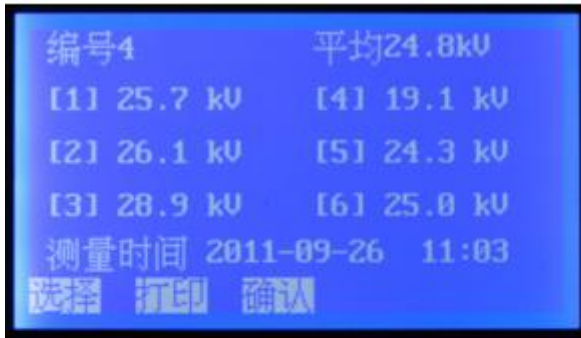 编号4 平均24.8kV
[1] 25.7 kV [4] 19.1 kV
[2] 26.1 kV [5] 24.3 kV
[3] 28.9 kV [6] 25.0 kV
测量时间 2011-09-26 11:03
选择 打印 确认